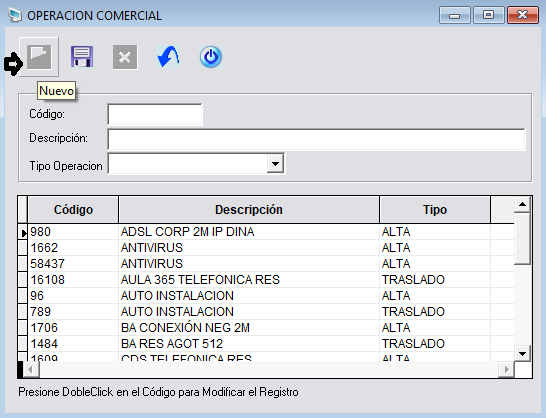 OPERACION COMERCIAL
Nuevo
Código:
Descripción:
Tipo Operacion
Código Descripción Tipo
980 ADSL CORP 2M IP DINA ALTA
1662 ANTIVIRUS ALTA
58437 ANTIVIRUS ALTA
16108 AULA 365 TELEFONICA RES TRASLADO
96 AUTO INSTALACION ALTA
789 AUTO INSTALACION TRASLADO
1706 BA CONEXIÓN NEG 2M ALTA
1484 BA RES AGOT 512 TRASLADO
1609 CDS TELEFONICA RES ALTA
Presione DobleClick en el Código para Modificar el Registro